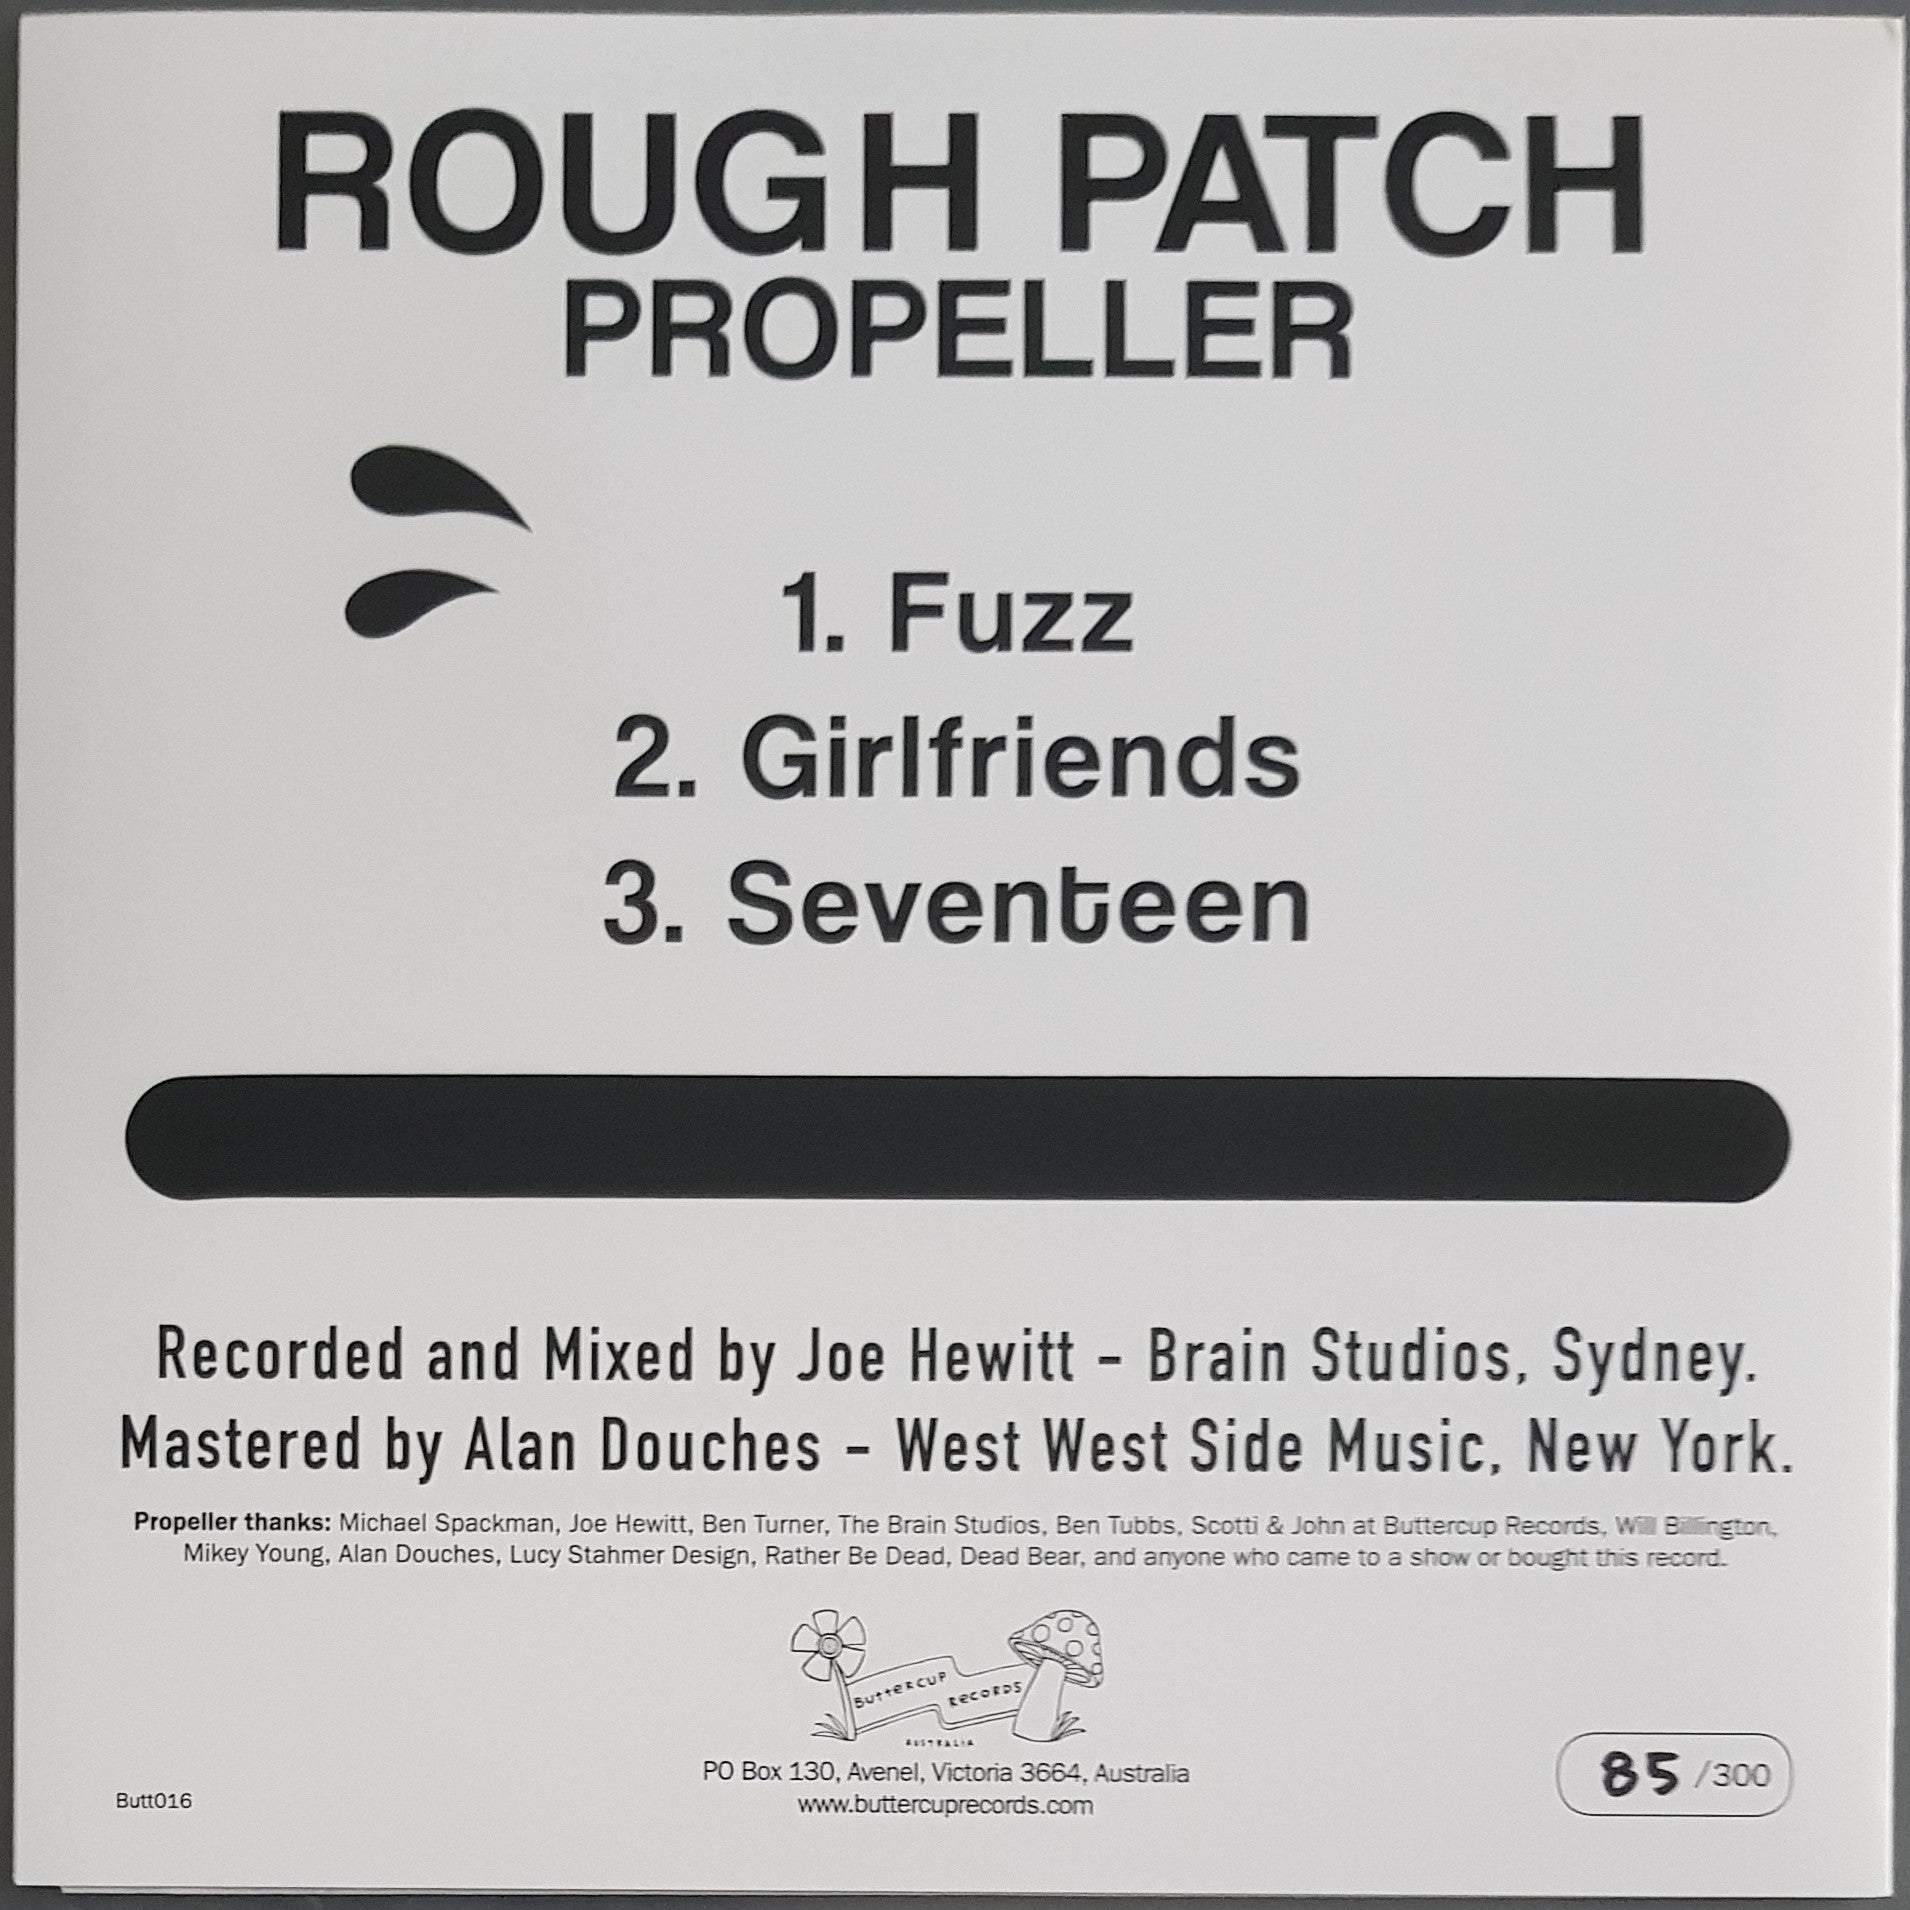 ROUGH PATCH
PROPELLER
1. Fuzz
2. Girlfriends
3. Seventeen
Recorded and Mixed by Joe Hewitt - Brain Studios, Sydney.
Mastered by Alan Douches - West West Side Music, New York.
Propeller thanks: Michael Spackman, Joe Hewitt, Ben Turner, The Brain Studios, Ben Tubbs, Scotti & John at Buttercup Records, Will Billington,
Mikey Young, Alan Douches, Lucy Stahmer Design, Rather Be Dead, Dead Bear, and anyone who came to a show or bought this record.
BUTTERCUP RECORDS
AUSTRALIA
PO Box 130, Avenel, Victoria 3664, Australia
www.buttercuprecords.com
Butt016
85 /300